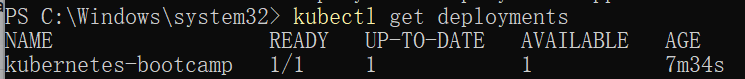 PS C:\Windows\system32> kubectl get deployments
NAME                  READY   UP-TO-DATE   AVAILABLE   AGE
kubernetes-bootcamp   1/1     1            1           7m34s